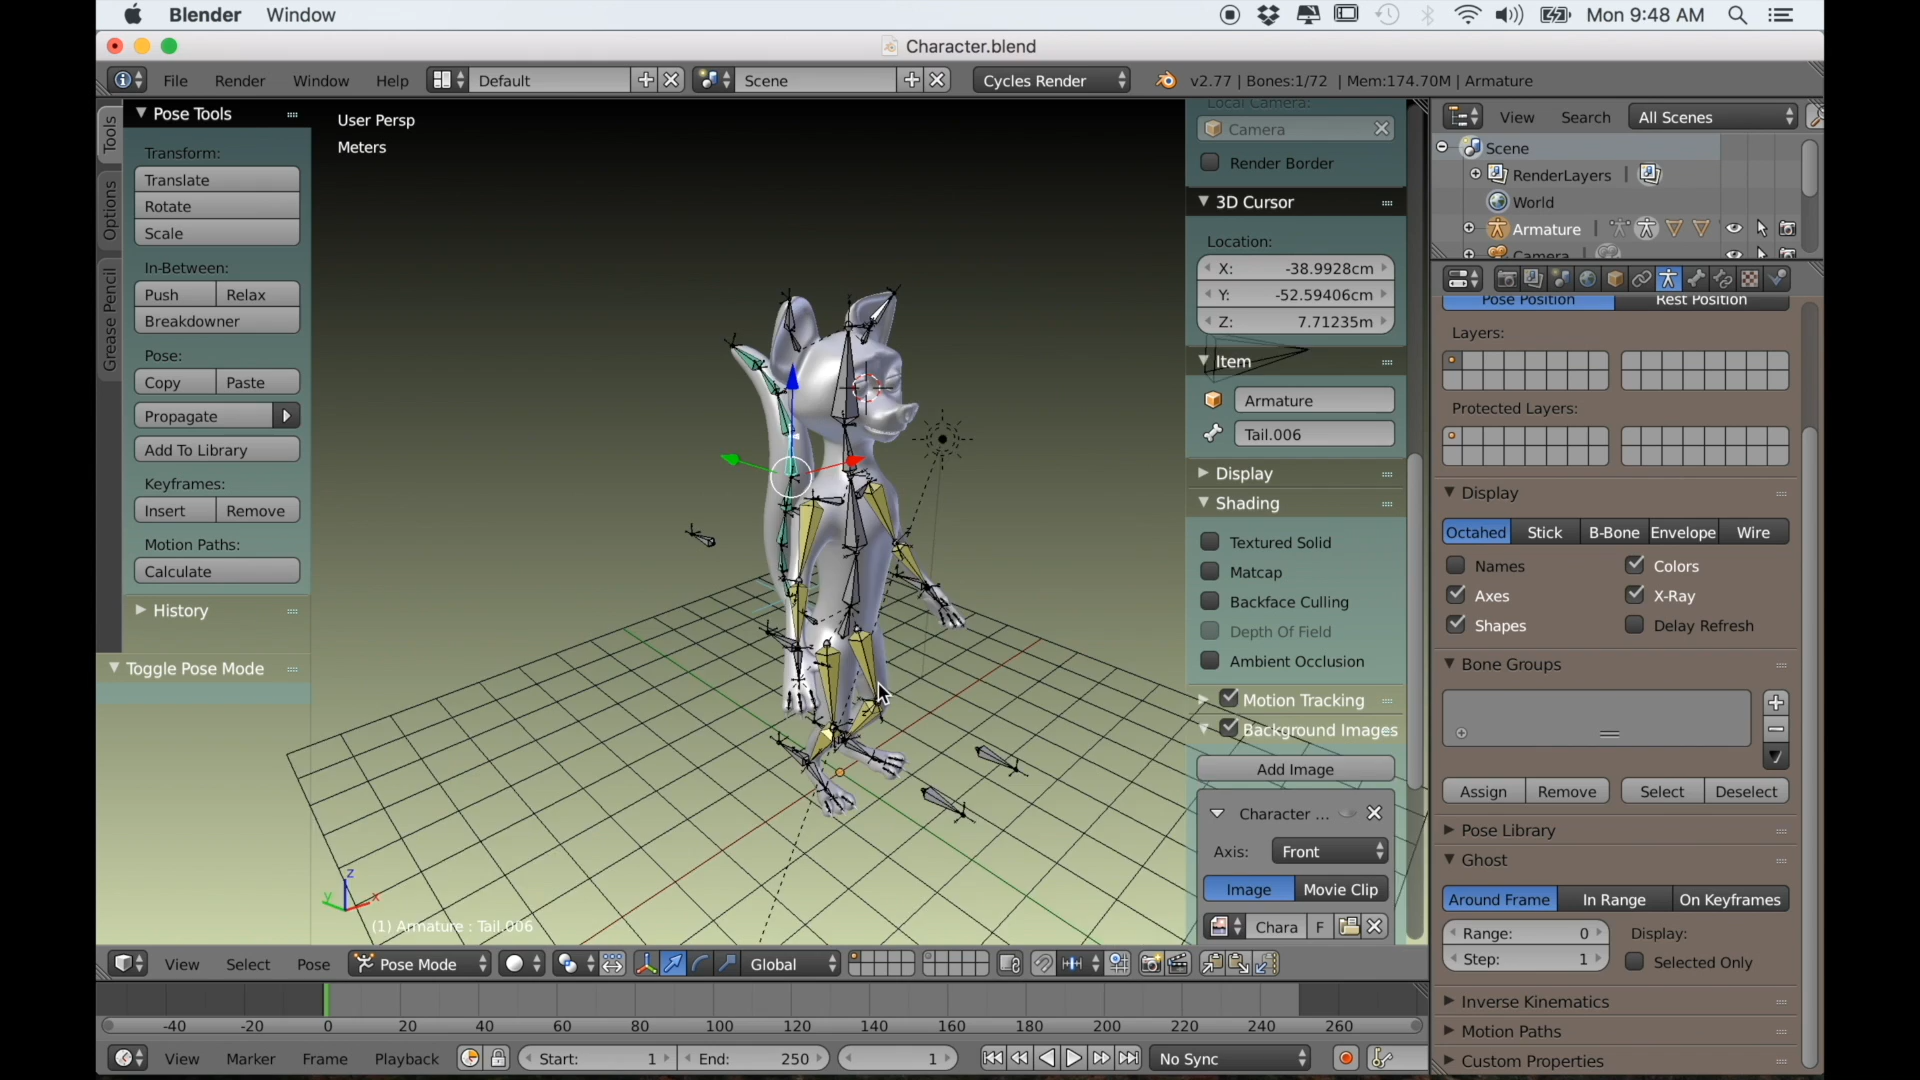 Blender Window
Mon 9:48 AM
Character.blend
File Render Window Help Default Scene Cycles Render v2.77 | Bones:1/72 | Mem:174.70M | Armature
Tools
Options
Grease Pencil
Pose Tools
Transform:
Translate
Rotate
Scale
In-Between:
Push Relax
Breakdowner
Pose:
Copy Paste
Propagate
Add To Library
Keyframes:
Insert Remove
Motion Paths:
Calculate
History
Toggle Pose Mode
User Persp
Meters
z
y x
(1) Armature : Tail.006
Local Camera:
Camera
Render Border
3D Cursor
Location:
X: -38.9928cm
Y: -52.59406cm
Z: 7.71235m
Item
Armature
Tail.006
Display
Shading
Textured Solid
Matcap
Backface Culling
Depth Of Field
Ambient Occlusion
Motion Tracking
Background Images
Add Image
Character ...
Axis: Front
Image Movie Clip
Chara F
View Search All Scenes
Scene
RenderLayers
World
Armature
Camera
Pose Position Rest Position
Layers:
Protected Layers:
Display
Octahed Stick B-Bone Envelope Wire
Names Colors
Axes X-Ray
Shapes Delay Refresh
Bone Groups
Assign Remove Select Deselect
Pose Library
Ghost
Around Frame In Range On Keyframes
Range: 0 Display:
Step: 1 Selected Only
Inverse Kinematics
Motion Paths
Custom Properties
View Select Pose Pose Mode Global
-40 -20 0 20 40 60 80 100 120 140 160 180 200 220 240 260
View Marker Frame Playback Start: 1 End: 250 1 No Sync